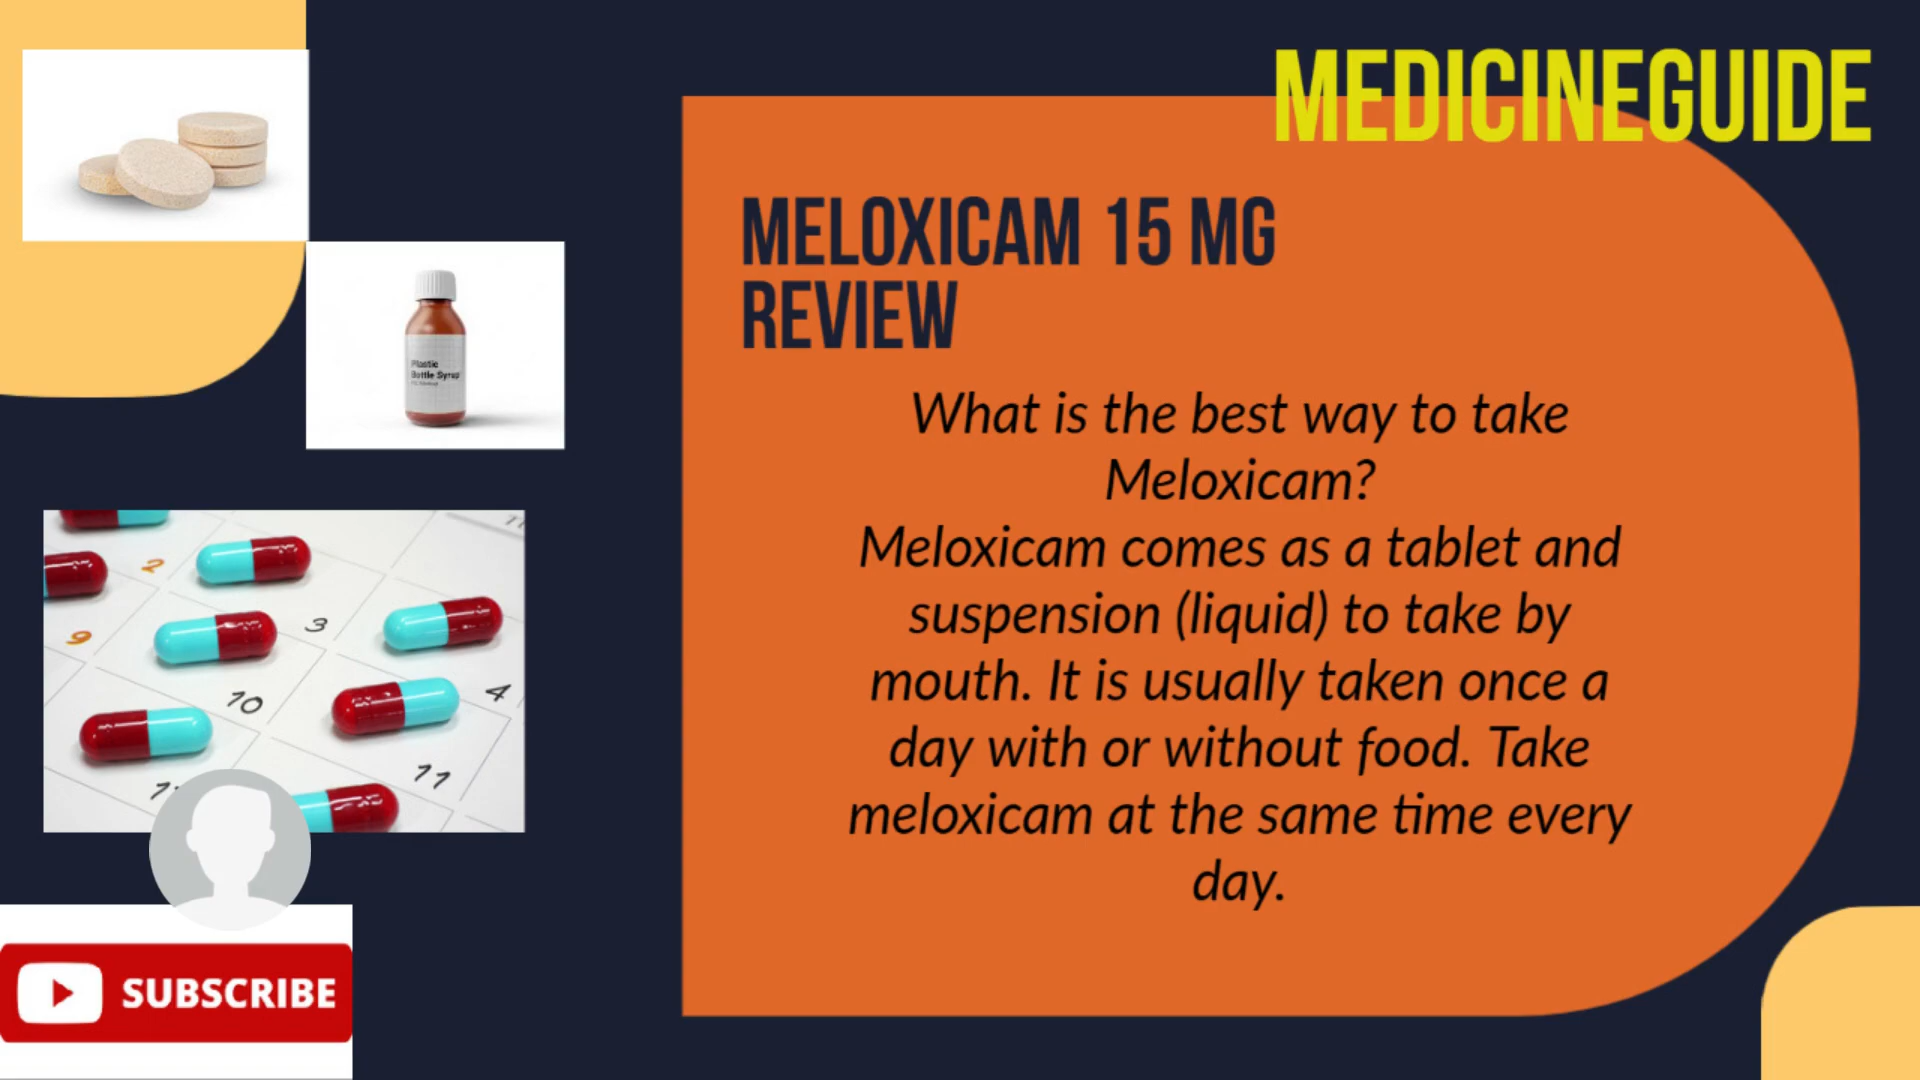 MEDICINEGUIDE
MELOXICAM 15 MG
REVIEW
What is the best way to take
Meloxicam?
Meloxicam comes as a tablet and
suspension (liquid) to take by
mouth. It is usually taken once a
day with or without food. Take
meloxicam at the same time every
day.
Plastic
Bottle Syrup
2
3
9
10
4
11
SUBSCRIBE